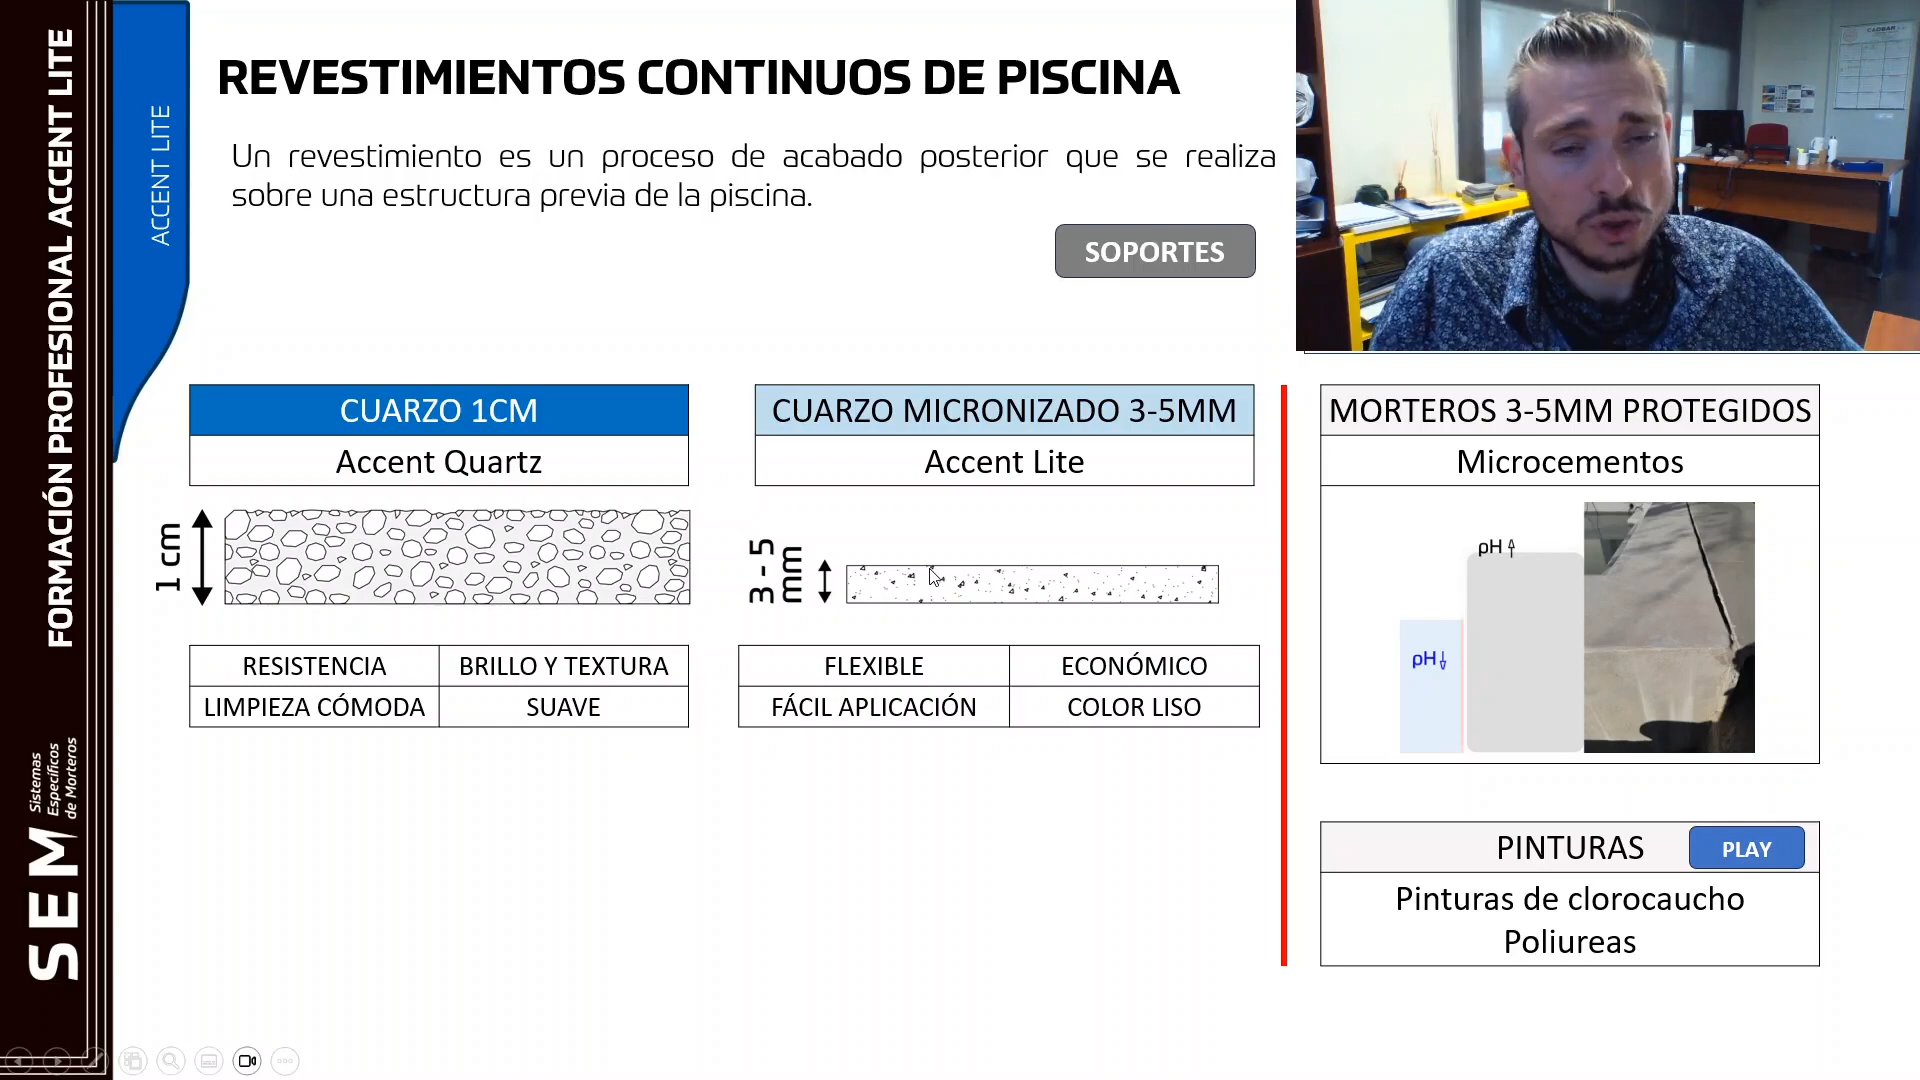 FORMACIÓN PROFESIONAL ACCENT LITE
SEM
Sistemas
Específicos
de Morteros
ACCENT LITE
REVESTIMIENTOS CONTINUOS DE PISCINA
Un revestimiento es un proceso de acabado posterior que se realiza
sobre una estructura previa de la piscina.
SOPORTES
CUARZO 1CM
Accent Quartz
1 cm
RESISTENCIA
BRILLO Y TEXTURA
LIMPIEZA CÓMODA
SUAVE
CUARZO MICRONIZADO 3-5MM
Accent Lite
3 - 5
mm
FLEXIBLE
ECONÓMICO
FÁCIL APLICACIÓN
COLOR LISO
MORTEROS 3-5MM PROTEGIDOS
Microcementos
pH
pH
PINTURAS
PLAY
Pinturas de clorocaucho
Poliureas